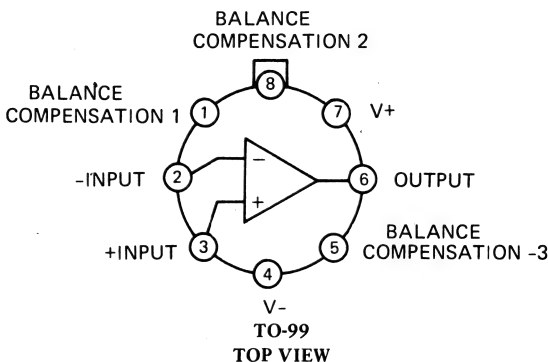 BALANCE
COMPENSATION 2
8
BALANCE
COMPENSATION 1
1
7
V+
-INPUT
2
−
6
OUTPUT
+
+INPUT
3
5
BALANCE
COMPENSATION -3
4
V-
TO-99
TOP VIEW